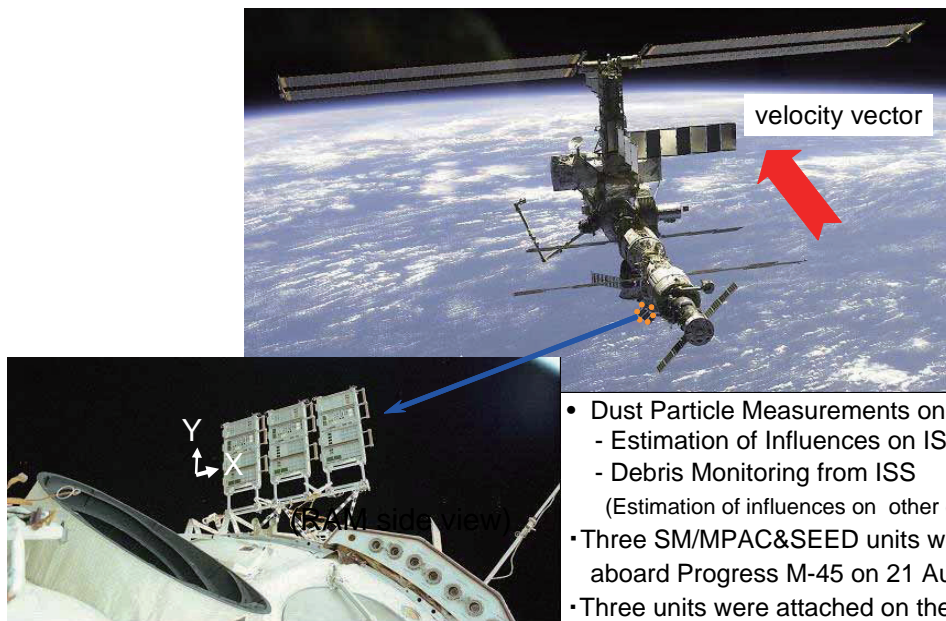 velocity vector
Y
X
(RAM side view)
• Dust Particle Measurements on
- Estimation of Influences on IS
- Debris Monitoring from ISS
(Estimation of influences on other
・Three SM/MPAC&SEED units w
aboard Progress M-45 on 21 Au
・Three units were attached on the